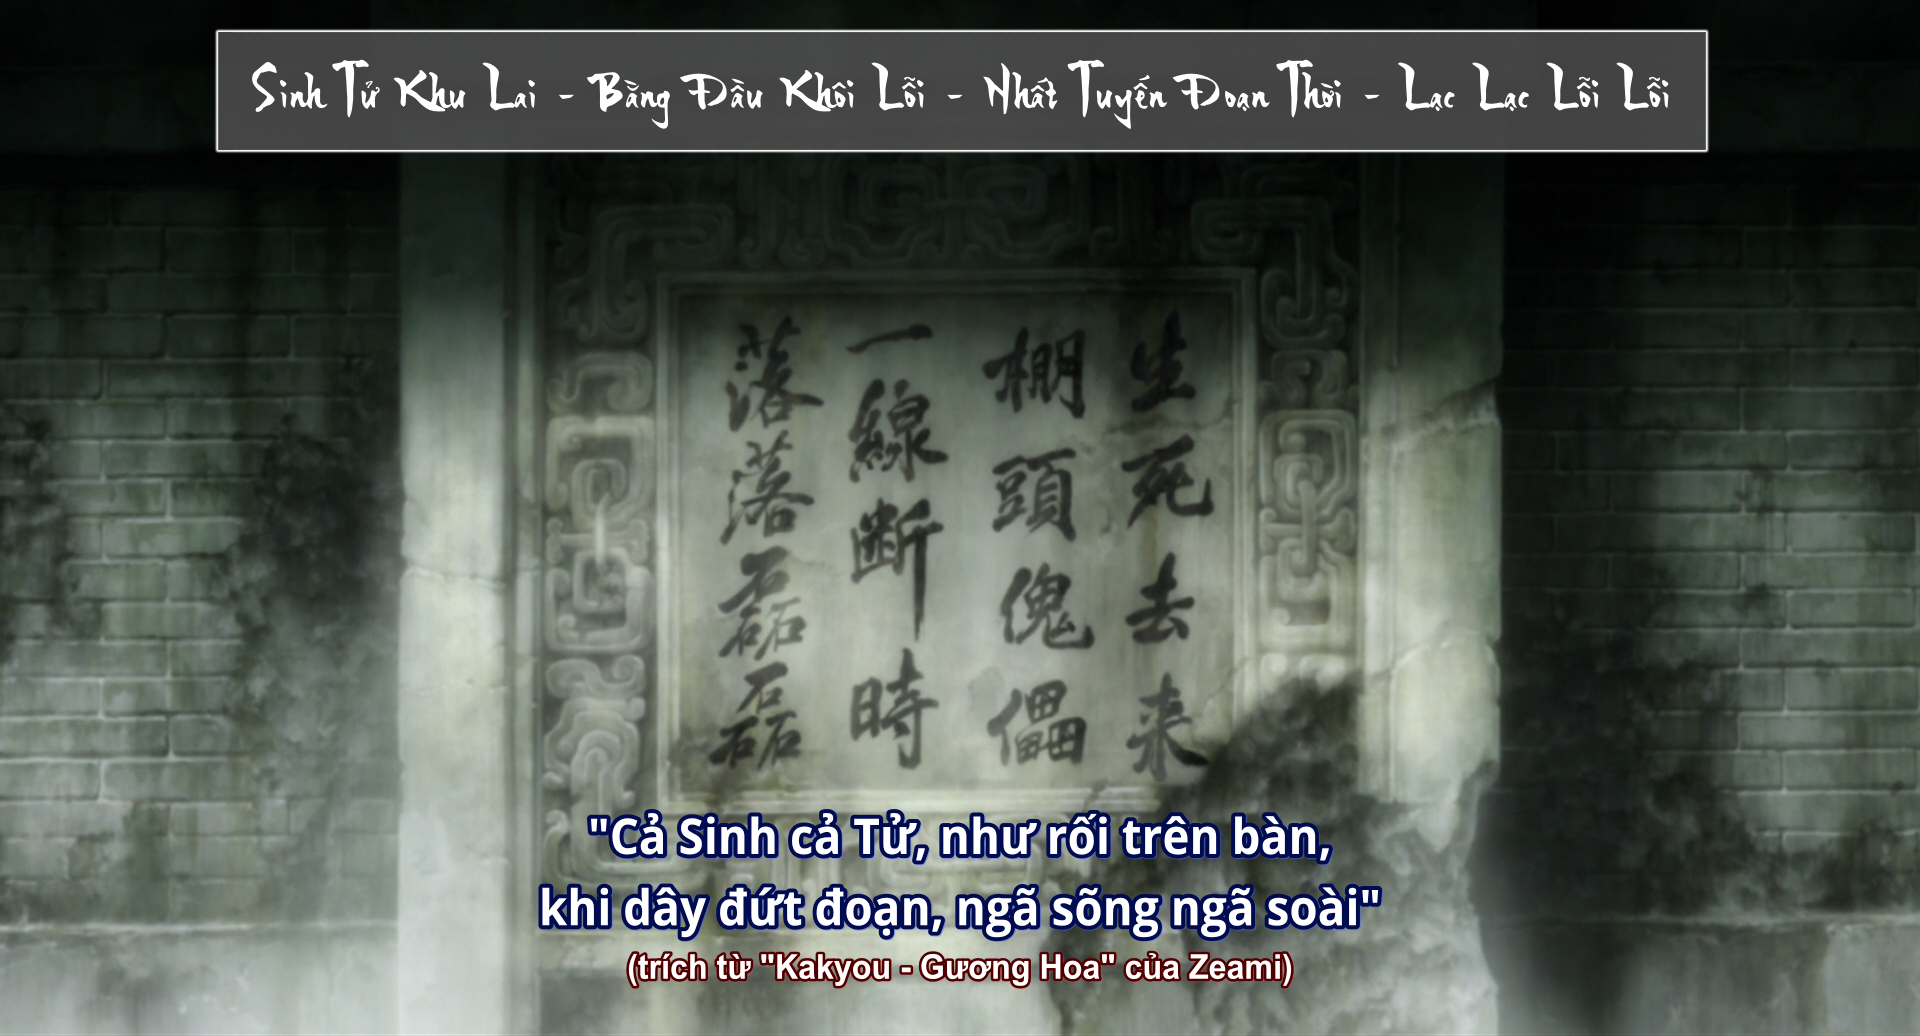 Sinh Tử Khu Lai - Bằng Đầu Khôi Lỗi - Nhất Tuyến Đoạn Thời - Lạc Lạc Lỗi Lỗi
生死去来
棚頭傀儡
一線断時
落落磊磊
"Cả Sinh cả Tử, như rối trên bàn,
khi dây đứt đoạn, ngã sõng ngã soài"
(trích từ "Kakyou - Gương Hoa" của Zeami)